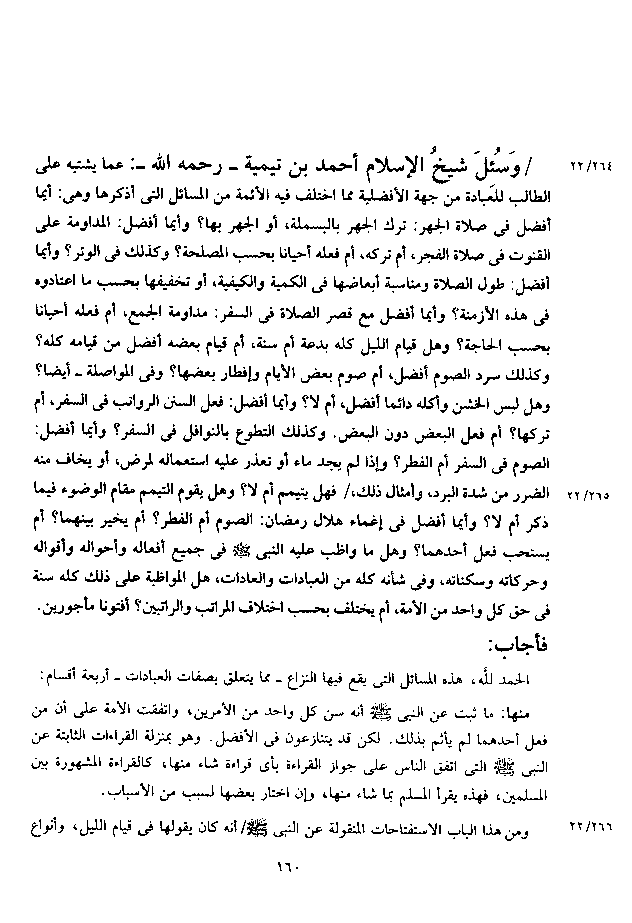 ٢٢/٢٦٤ / وَسُئلَ شيخُ الإسلام أحمد بن تيمية ـ رحمه الله ـ: عما يشتبه على
الطالب للعبادة من جهة الأفضلية مما اختلف فيه الأئمة من المسائل التى أذكرها وهى: أيما
أفضل فى صلاة الجهر: ترك الجهر بالبسملة، أو الجهر بها؟ وأيما أفضل: المداومة على
القنوت فى صلاة الفجر، أم تركه، أم فعله أحيانا بحسب المصلحة؟ وكذلك فى الوتر؟ وأيما
أفضل: طول الصلاة ومناسبة أبعاضها فى الكمية والكيفية، أو تخفيفها بحسب ما اعتادوه
فى هذه الأزمنة؟ وأيما أفضل مع قصر الصلاة فى السفر: مداومة الجمع، أم فعله أحيانا
بحسب الحاجة؟ وهل قيام الليل كله بدعة أم سنة، أم قيام بعضه أفضل من قيامه كله؟
وكذلك سرد الصوم أفضل، أم صوم بعض الأيام وإفطار بعضها؟ وفى المواصلة ـ أيضا؟
وهل لبس الخشن وأكله دائما أفضل، أم لا؟ وأيما أفضل: فعل السنن الرواتب فى السفر، أم
تركها؟ أم فعل البعض دون البعض. وكذلك التطوع بالنوافل فى السفر؟ وأيما أفضل:
الصوم فى السفر أم الفطر؟ وإذا لم يجد ماء أو تعذر عليه استعماله لمرض، أو يخاف منه
٢٢/٢٦٥ الضرر من شدة البرد، وأمثال ذلك،/ فهل يتيمم أم لا؟ وهل يقوم التيمم مقام الوضوء فيما
ذكر أم لا؟ وأيما أفضل فى إغماء هلال رمضان: الصوم أم الفطر؟ أم يخير بينهما؟ أم
يستحب فعل أحدهما؟ وهل ما واظب عليه النبى ﷺ فى جميع أفعاله وأحواله وأقواله
وحركاته وسكناته، وفى شأنه كله من العبادات والعادات، هل المواظبة على ذلك كله سنة
فى حق كل واحد من الأمة، أم يختلف بحسب اختلاف المراتب والراتبين؟ أفتونا مأجورين.
فأجاب:
الحمد لله، هذه المسائل التى يقع فيها النزاع ـ مما يتعلق بصفات العبادات ـ أربعة أقسام:
منها: ما ثبت عن النبى ﷺ أنه سن كل واحد من الأمرين، واتفقت الأمة على أن من
فعل أحدهما لم يأثم بذلك. لكن قد يتنازعون فى الأفضل. وهو بمنزلة القراءات الثابتة عن
النبى ﷺ التى اتفق الناس على جواز القراءة بأى قراءة شاء منها، كالقراءة المشهورة بين
المسلمين، فهذه يقرأ المسلم بما شاء منها، وإن اختار بعضها لسبب من الأسباب.
٢٢/٢٦٦ ومن هذا الباب الاستفتاحات المنقولة عن النبى ﷺ/ أنه كان يقولها فى قيام الليل، وأنواع
١٦٠